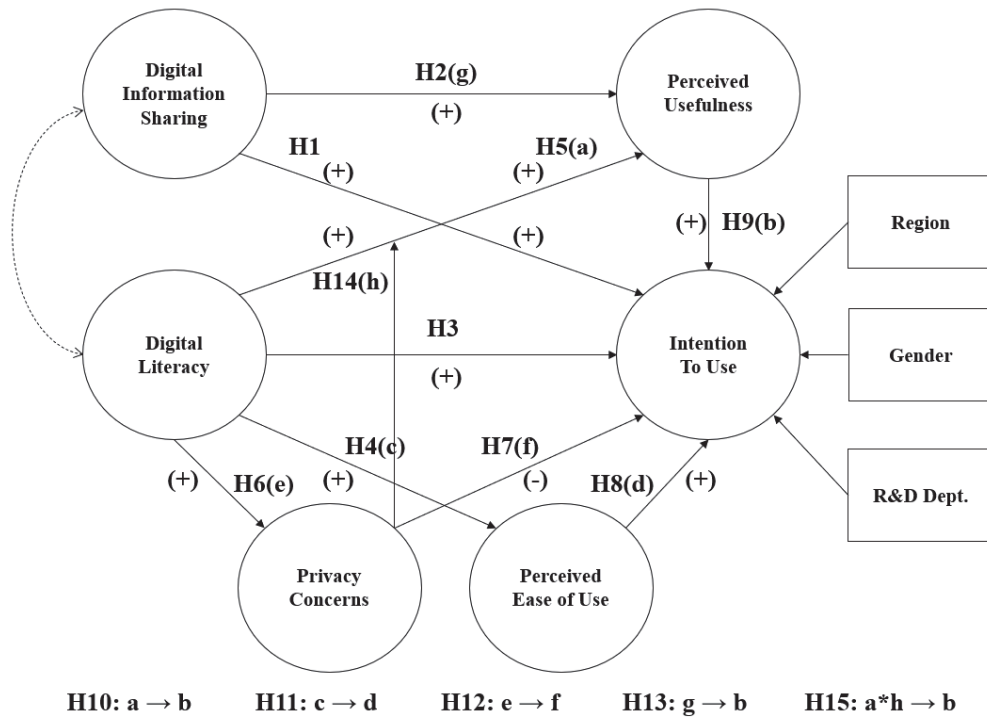 Digital
Information
Sharing
H2(g)
(+)
Perceived
Usefulness
H1
(+)
H5(a)
(+)
(+)
H9(b)
Region
(+)
(+)
H14(h)
Digital
Literacy
H3
(+)
Intention
To Use
Gender
H4(c)
H7(f)
(+)
H6(e)
(+)
(-)
H8(d)
(+)
R&D Dept.
Privacy
Concerns
Perceived
Ease of Use
H10: a → b H11: c → d H12: e → f H13: g → b H15: a*h → b